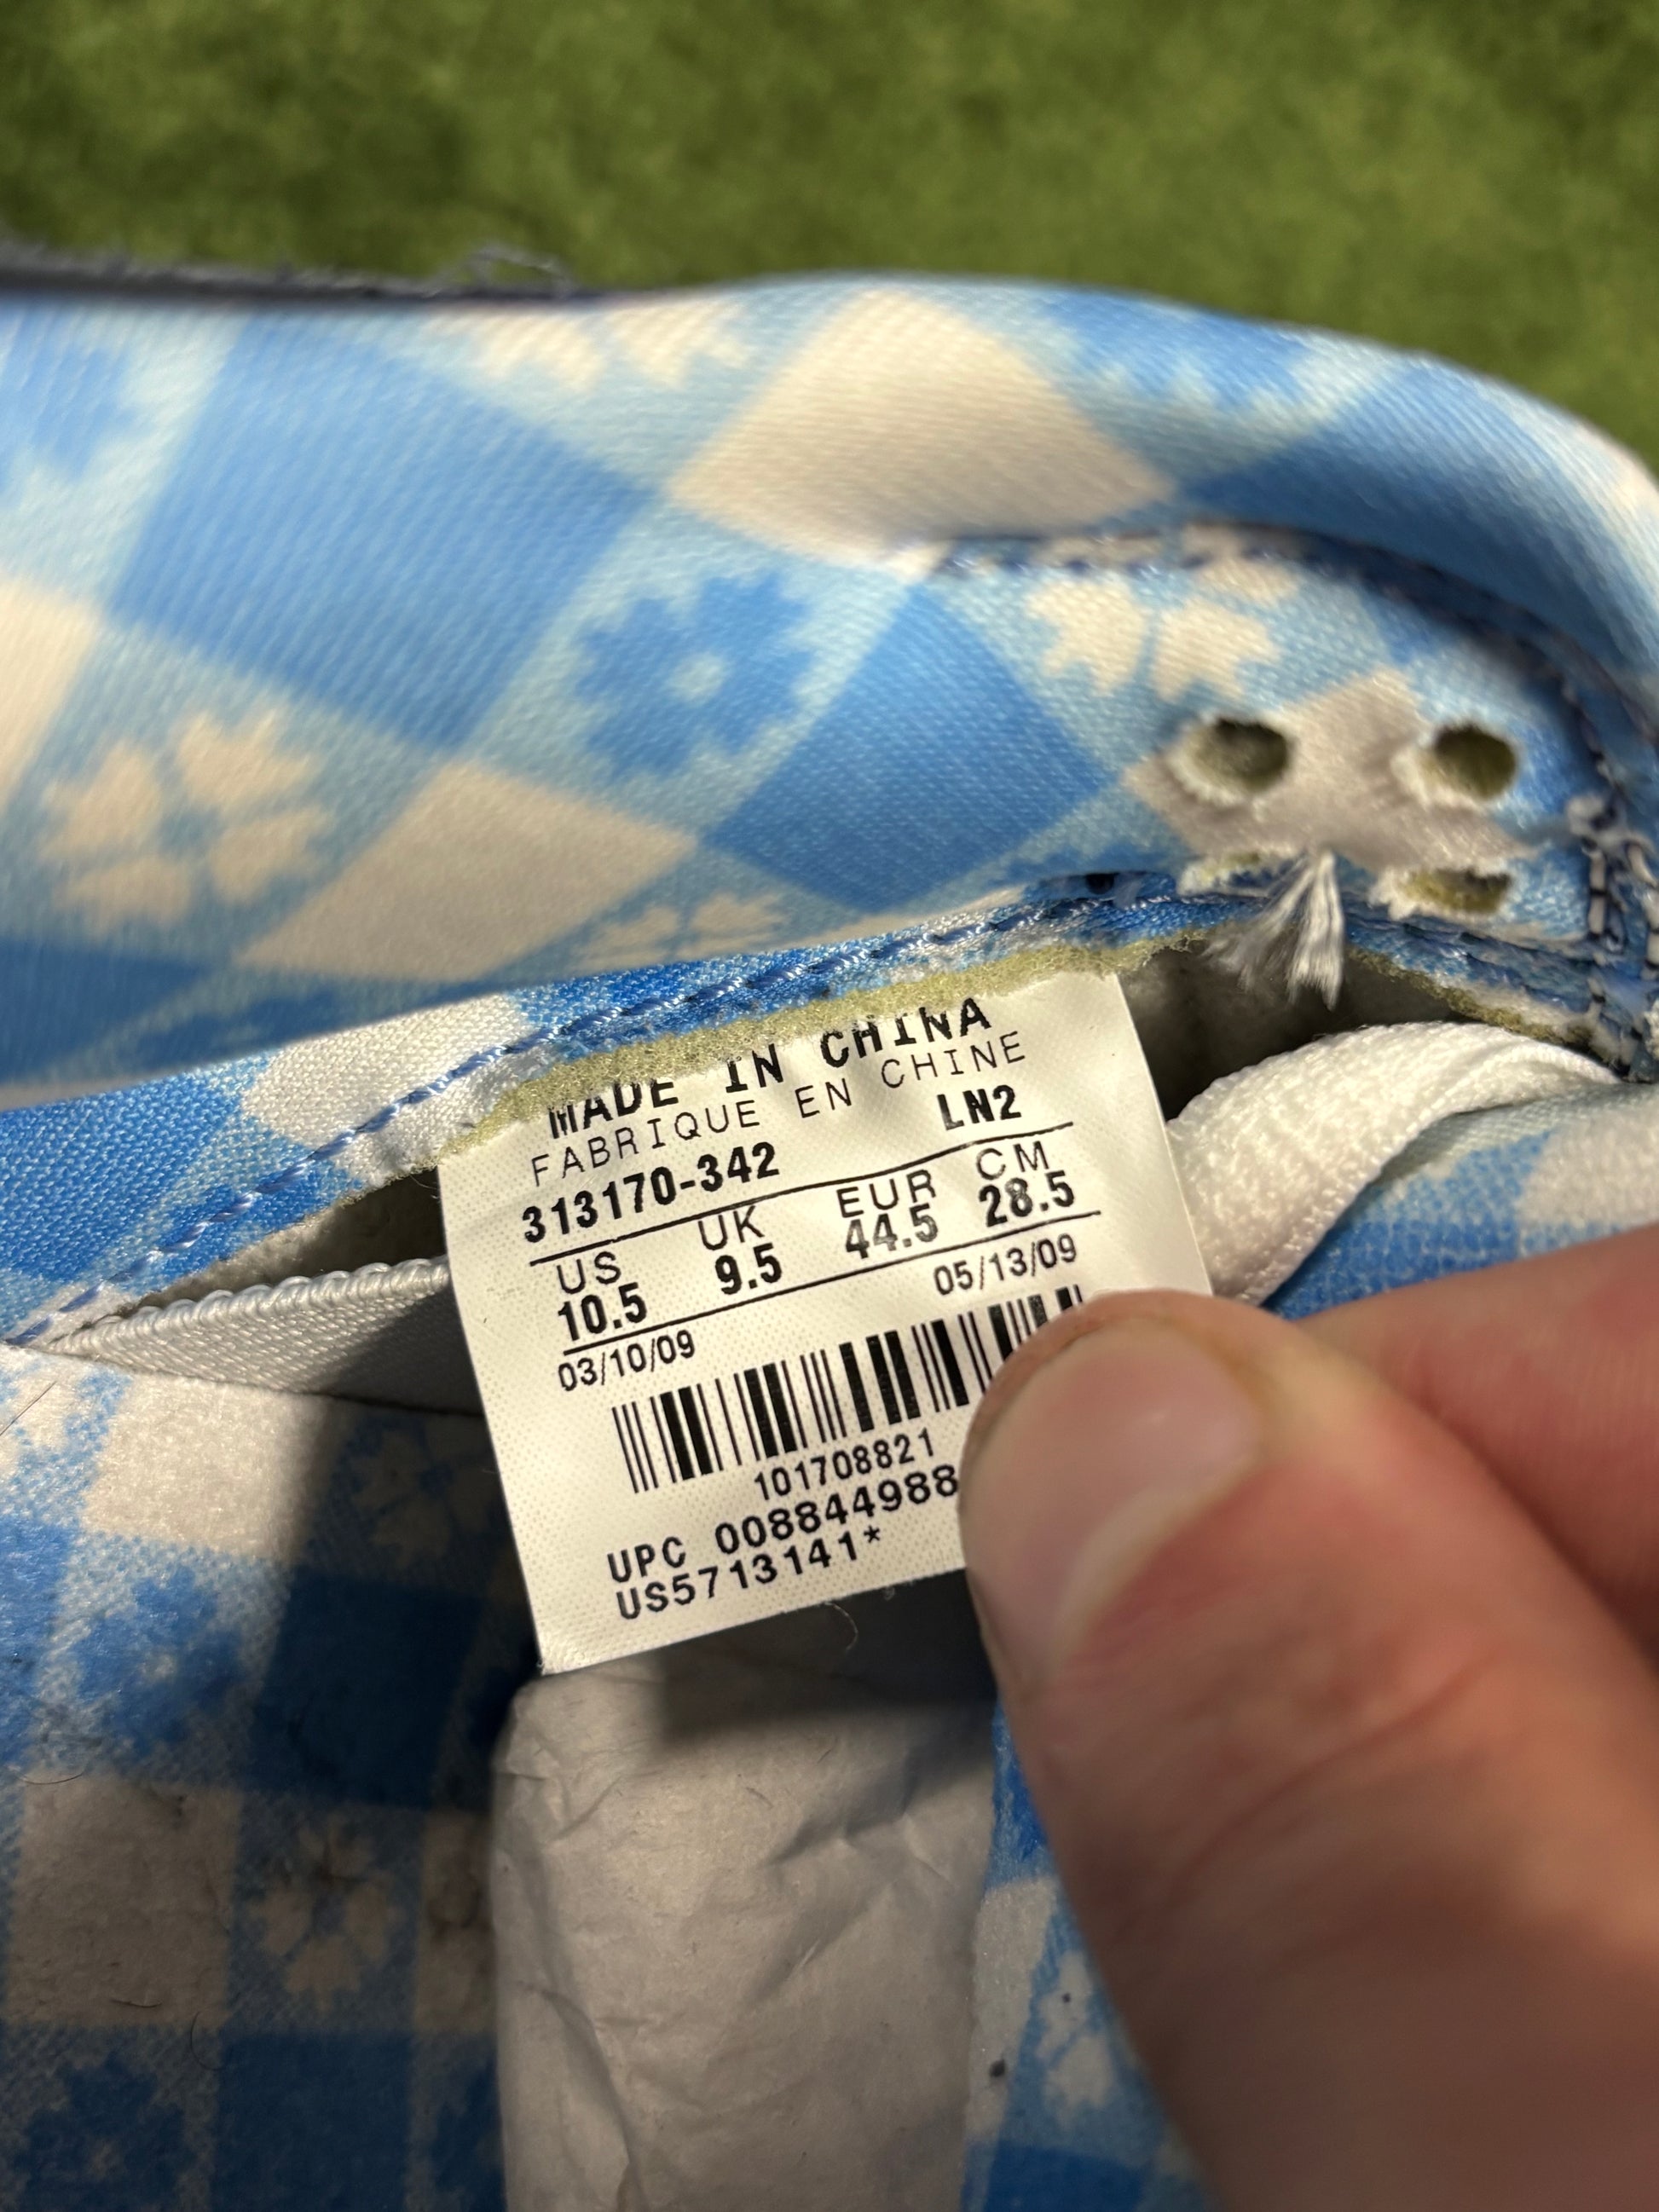 MADE IN CHINA
FABRIQUE EN CHINE
313170-342 LN2
US UK EUR CM
10.5 9.5 44.5 28.5
03/10/09 05/13/09
101708821
UPC 008844988
US5713141*